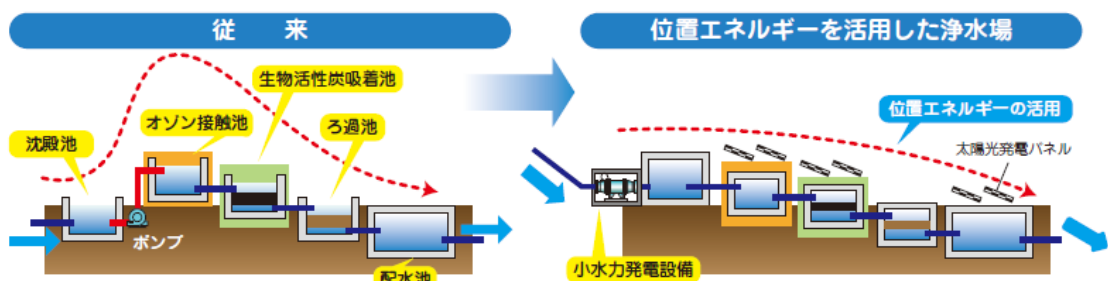 従　来
位置エネルギーを活用した浄水場
生物活性炭吸着池
オゾン接触池
ろ過池
沈殿池
ポンプ
配水池
位置エネルギーの活用
太陽光発電パネル
小水力発電設備